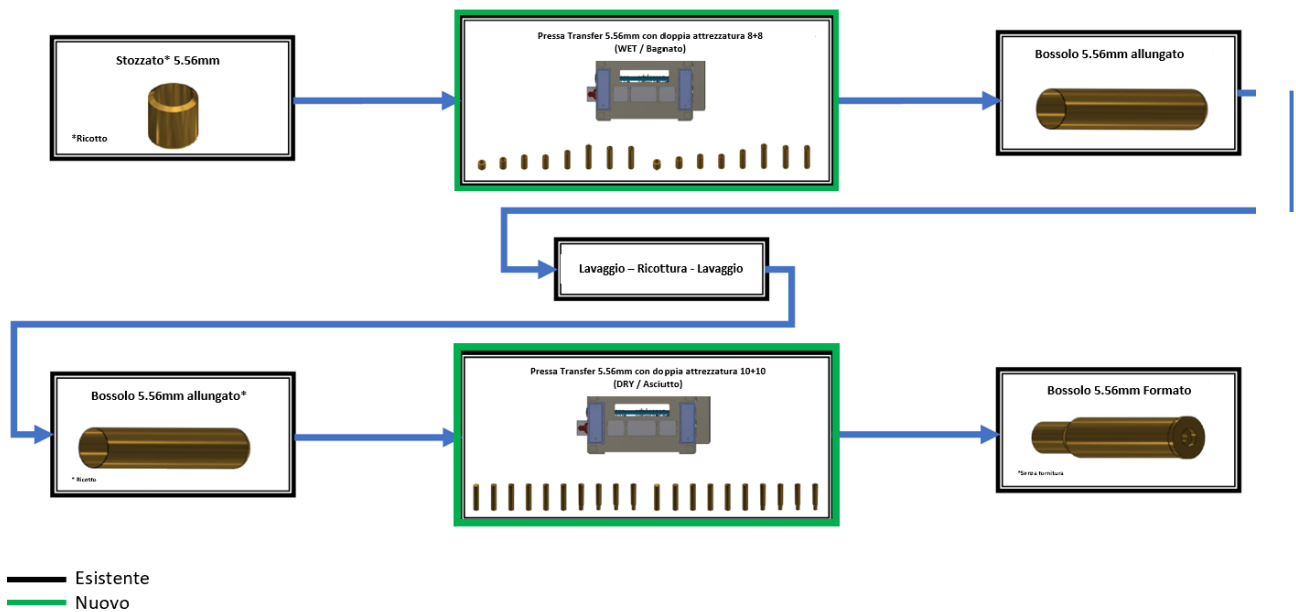 Stozzato* 5.56mm
*Ricotto
Pressa Transfer 5.56mm con doppia attrezzatura 8+8
(WET / Bagnato)
Bossolo 5.56mm allungato
Lavaggio – Ricottura - Lavaggio
Bossolo 5.56mm allungato*
* Ricotto
Pressa Transfer 5.56mm con doppia attrezzatura 10+10
(DRY / Asciutto)
Bossolo 5.56mm Formato
*Senza tornitura
Esistente
Nuovo